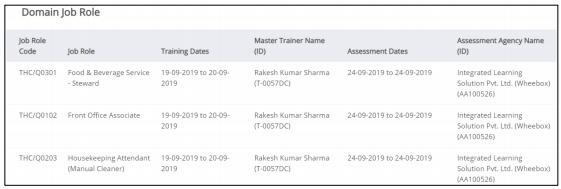 Domain Job Role
Job Role Code Job Role Training Dates Master Trainer Name (ID) Assessment Dates Assessment Agency Name (ID)
THC/Q0301 Food & Beverage Service - Steward 19-09-2019 to 20-09-2019 Rakesh Kumar Sharma (T-0057DC) 24-09-2019 to 24-09-2019 Integrated Learning Solution Pvt. Ltd. (Wheebox) (AA100526)
THC/Q0102 Front Office Associate 19-09-2019 to 20-09-2019 Rakesh Kumar Sharma (T-0057DC) 24-09-2019 to 24-09-2019 Integrated Learning Solution Pvt. Ltd. (Wheebox) (AA100526)
THC/Q0203 Housekeeping Attendant (Manual Cleaner) 19-09-2019 to 20-09-2019 Rakesh Kumar Sharma (T-0057DC) 24-09-2019 to 24-09-2019 Integrated Learning Solution Pvt. Ltd. (Wheebox) (AA100526)